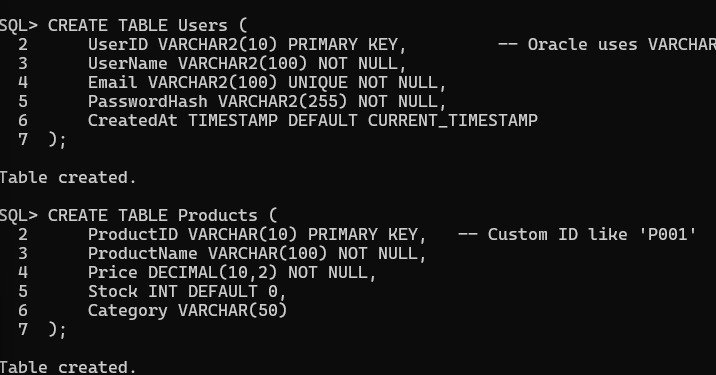 SQL> CREATE TABLE Users (
  2      UserID VARCHAR2(10) PRIMARY KEY,         -- Oracle uses VARCHAR
  3      UserName VARCHAR2(100) NOT NULL,
  4      Email VARCHAR2(100) UNIQUE NOT NULL,
  5      PasswordHash VARCHAR2(255) NOT NULL,
  6      CreatedAt TIMESTAMP DEFAULT CURRENT_TIMESTAMP
  7  );
Table created.
SQL> CREATE TABLE Products (
  2      ProductID VARCHAR(10) PRIMARY KEY,   -- Custom ID like 'P001'
  3      ProductName VARCHAR(100) NOT NULL,
  4      Price DECIMAL(10,2) NOT NULL,
  5      Stock INT DEFAULT 0,
  6      Category VARCHAR(50)
  7  );
Table created.